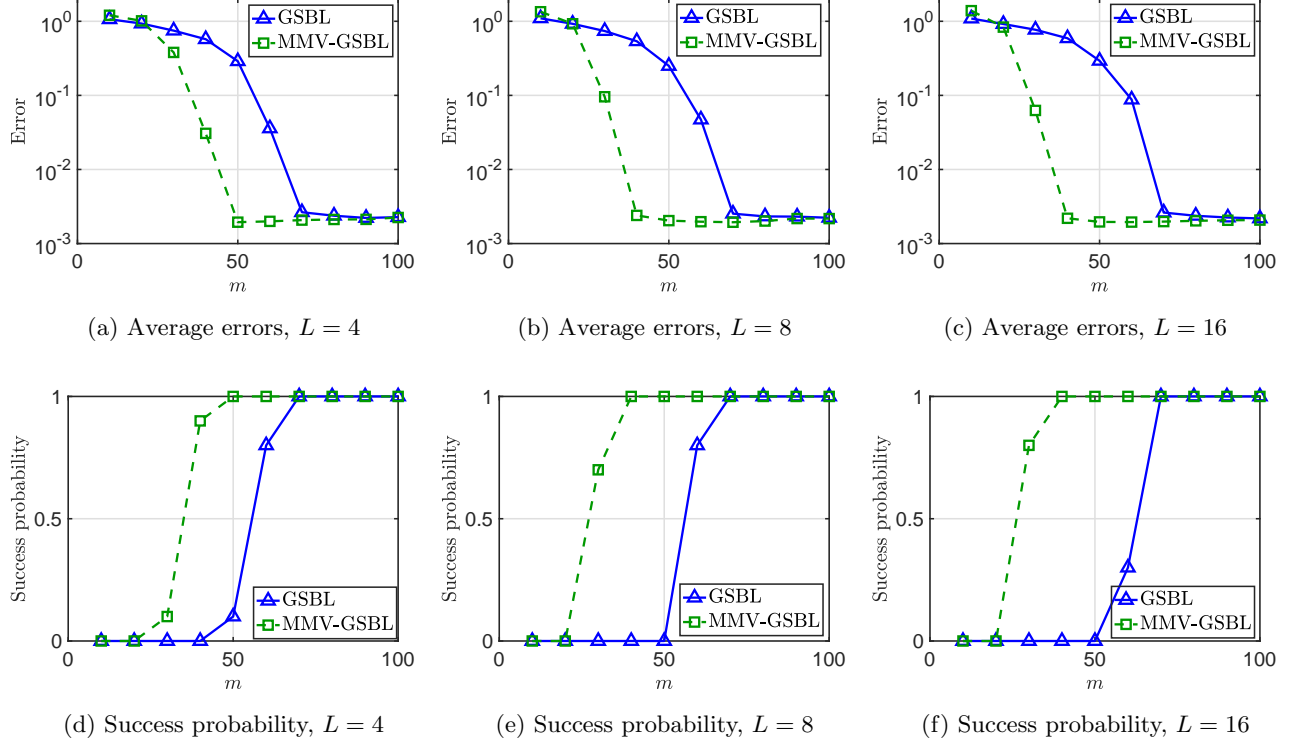 10^0
10^-1
10^-2
10^-3
Error
0
50
100
m
GSBL
MMV-GSBL
(a) Average errors, L = 4
10^0
10^-1
10^-2
10^-3
Error
0
50
100
m
GSBL
MMV-GSBL
(b) Average errors, L = 8
10^0
10^-1
10^-2
10^-3
Error
0
50
100
m
GSBL
MMV-GSBL
(c) Average errors, L = 16
1
0.5
0
Success probability
0
50
100
m
GSBL
MMV-GSBL
(d) Success probability, L = 4
1
0.5
0
Success probability
0
50
100
m
GSBL
MMV-GSBL
(e) Success probability, L = 8
1
0.5
0
Success probability
0
50
100
m
GSBL
MMV-GSBL
(f) Success probability, L = 16